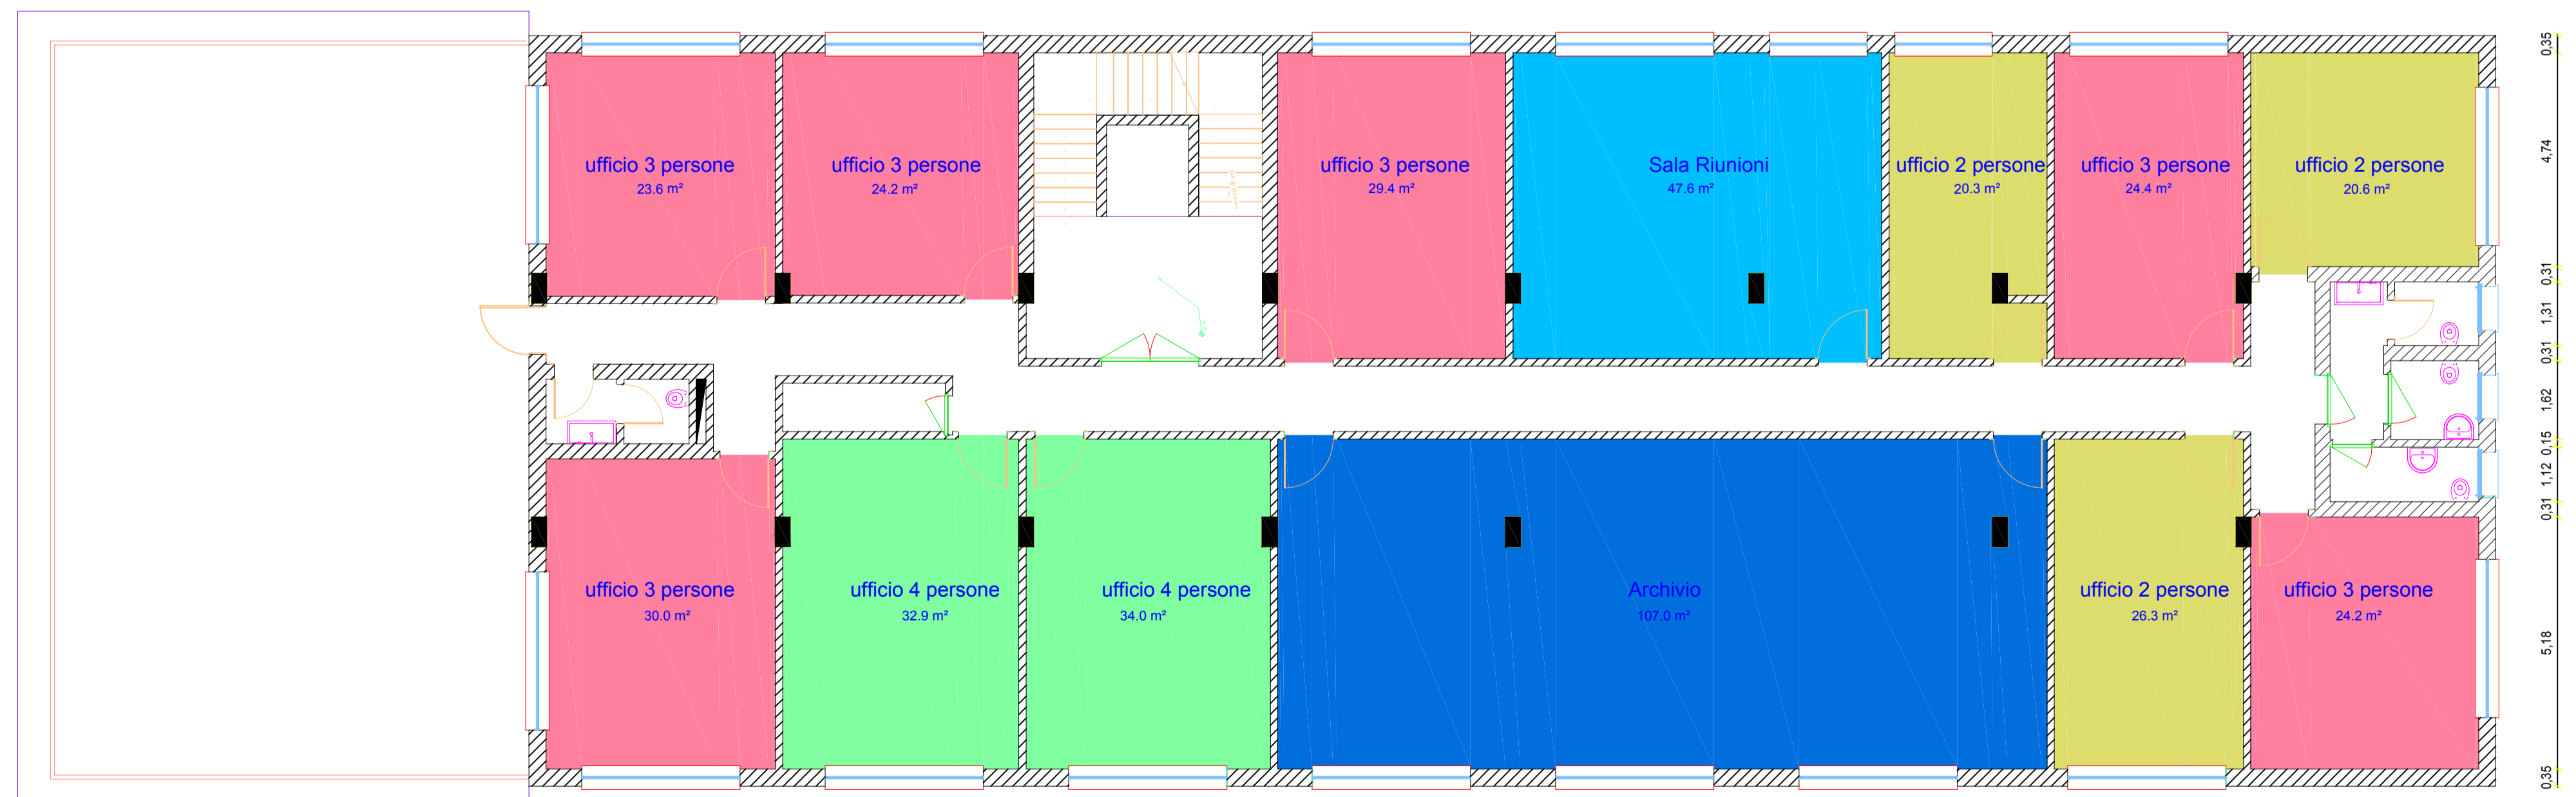 ufficio 3 persone
23.6 m²
ufficio 3 persone
24.2 m²
ufficio 3 persone
29.4 m²
Sala Riunioni
47.6 m²
ufficio 2 persone
20.3 m²
ufficio 3 persone
24.4 m²
ufficio 2 persone
20.6 m²
ufficio 3 persone
30.0 m²
ufficio 4 persone
32.9 m²
ufficio 4 persone
34.0 m²
Archivio
107.0 m²
ufficio 2 persone
26.3 m²
ufficio 3 persone
24.2 m²
0,35
4,74
0,31
1,31
0,31
1,62
0,15
1,12
0,31
5,18
0,35